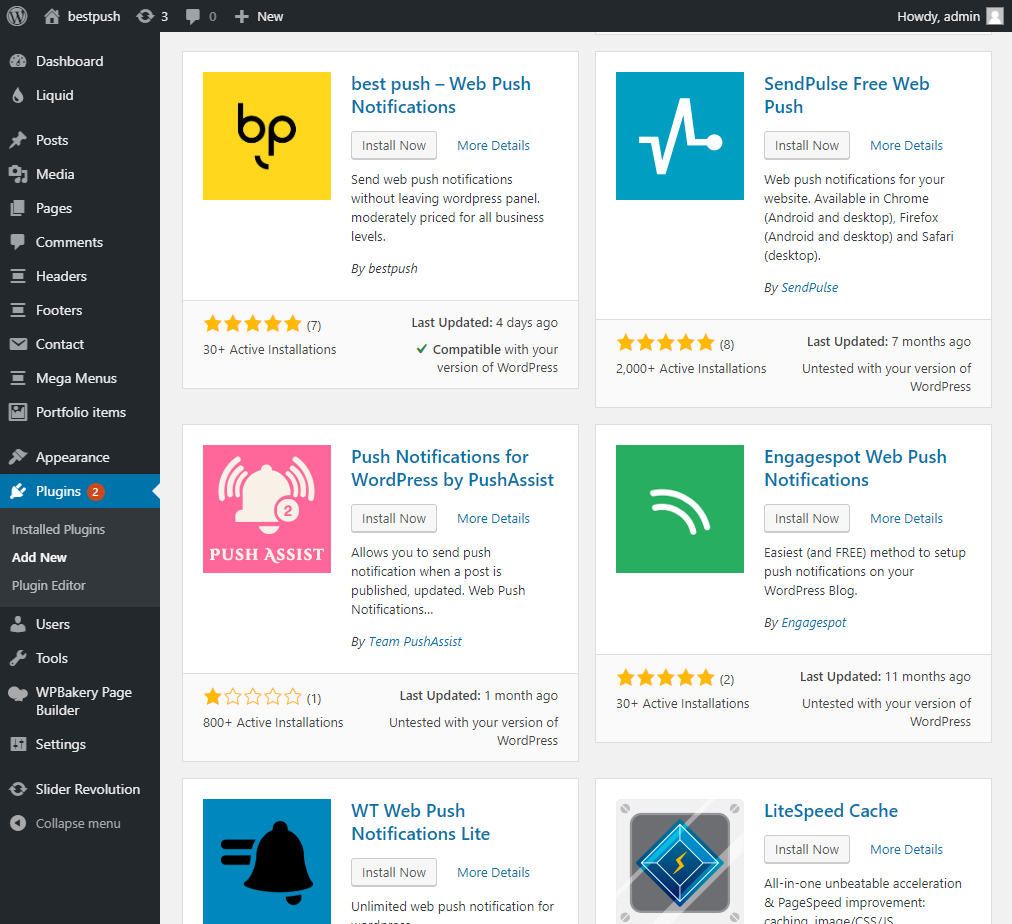 bestpush
3
0
New
Howdy, admin
Dashboard
Liquid
Posts
Media
Pages
Comments
Headers
Footers
Contact
Mega Menus
Portfolio items
Appearance
Plugins 2
Installed Plugins
Add New
Plugin Editor
Users
Tools
WPBakery Page
Builder
Settings
Slider Revolution
Collapse menu
bp
best push – Web Push
Notifications
Install Now
More Details
Send web push notifications
without leaving wordpress panel.
moderately priced for all business
levels.
By bestpush
(7)
30+ Active Installations
Last Updated: 4 days ago
Compatible with your
version of WordPress
SendPulse Free Web
Push
Install Now
More Details
Web push notifications for your
website. Available in Chrome
(Android and desktop), Firefox
(Android and desktop) and Safari
(desktop).
By SendPulse
(8)
2,000+ Active Installations
Last Updated: 7 months ago
Untested with your version of
WordPress
2
PUSH ASSIST
Push Notifications for
WordPress by PushAssist
Install Now
More Details
Allows you to send push
notification when a post is
published, updated. Web Push
Notifications…
By Team PushAssist
(1)
800+ Active Installations
Last Updated: 1 month ago
Untested with your version of
WordPress
Engagespot Web Push
Notifications
Install Now
More Details
Easiest (and FREE) method to setup
push notifications on your
WordPress Blog.
By Engagespot
(2)
30+ Active Installations
Last Updated: 11 months ago
Untested with your version of
WordPress
WT Web Push
Notifications Lite
Install Now
More Details
Unlimited web push notification for
wordpress.
LiteSpeed Cache
Install Now
More Details
All-in-one unbeatable acceleration
& PageSpeed improvement:
caching, image/CSS/JS